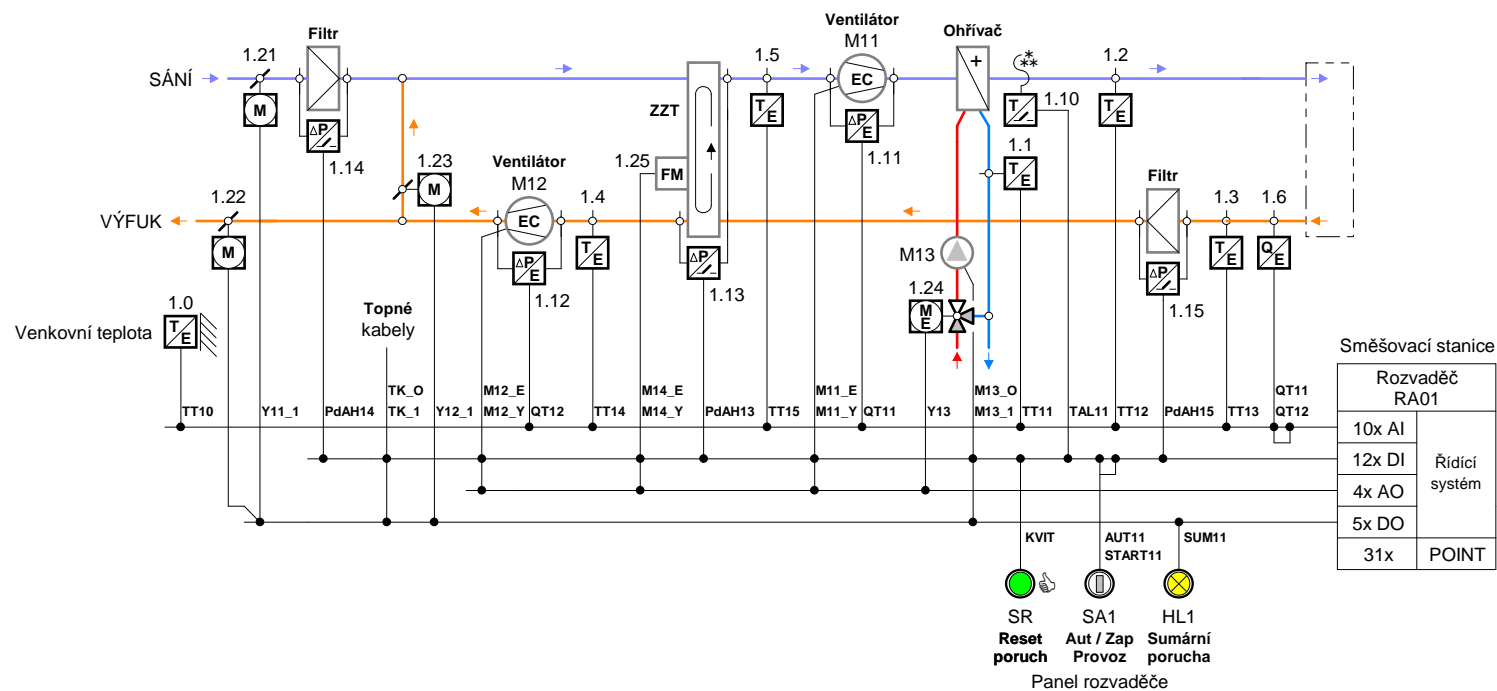 Ventilátor
M11
Ohřívač
Filtr
1.21
1.5
1.2
SÁNÍ
EC
+
M
T
E
T
1.10
T
E
ZZT
ΔP
ΔP
E
1.14
1.11
1.23
Ventilátor
M12
1.25
FM
1.1
T
E
Filtr
1.22
M
1.4
1.3
1.6
VÝFUK
EC
M
T
E
M13
T
E
Q
E
ΔP
E
ΔP
ΔP
1.12
1.13
1.24
M
E
1.15
1.0
Topné
kabely
Venkovní teplota
T
E
Směšovací stanice
Rozvaděč
RA01
TK_O
M12_E
M14_E
M11_E
M13_O
QT11
TT10
Y11_1
PdAH14
TK_1
Y12_1
M12_Y
QT12
TT14
M14_Y
PdAH13
TT15
M11_Y
QT11
Y13
M13_1
TT11
TAL11
TT12
PdAH15
TT13
QT12
10x AI
12x DI
Řídící
systém
4x AO
5x DO
31x
POINT
KVIT
AUT11
START11
SUM11
SR
SA1
HL1
Reset
poruch
Aut / Zap
Provoz
Sumární
porucha
Panel rozvaděče